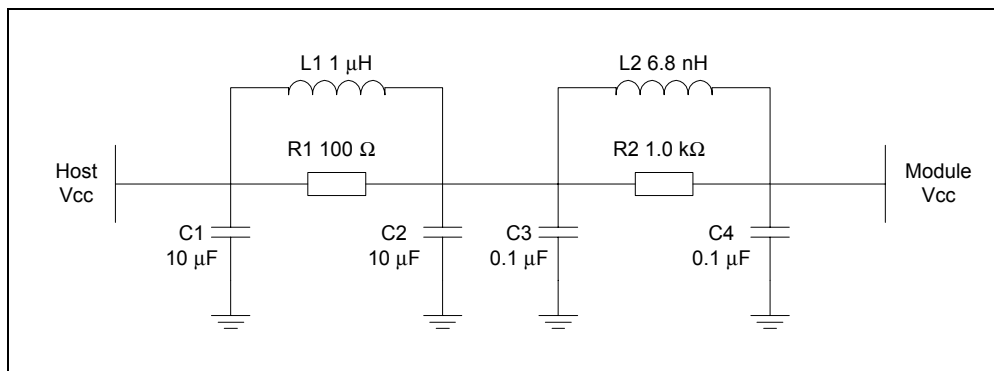 L1 1 μH
L2 6.8 nH
R1 100 Ω
R2 1.0 kΩ
Host
Vcc
Module
Vcc
C1
10 μF
C2
10 μF
C3
0.1 μF
C4
0.1 μF